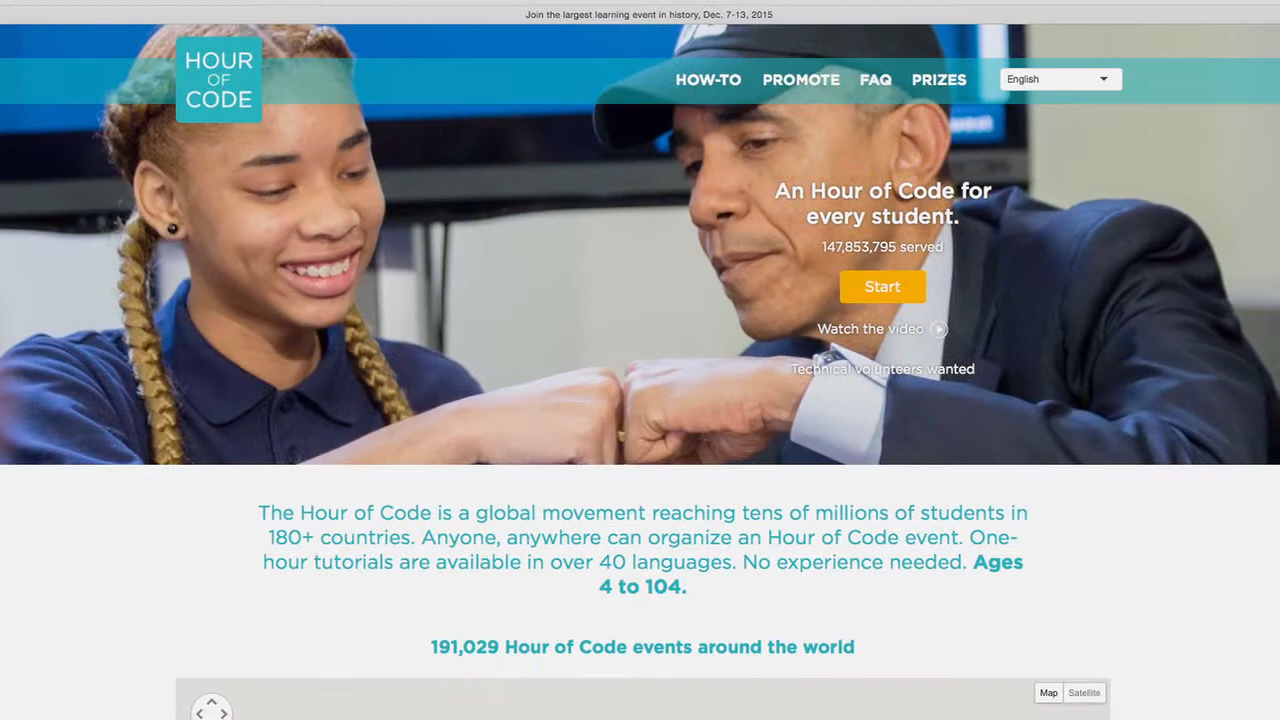 Join the largest learning event in history, Dec. 7-13, 2015
HOUR
OF
CODE
HOW-TO PROMOTE FAQ PRIZES English
An Hour of Code for
every student.
147,853,795 served
Start
Watch the video
Technical volunteers wanted
The Hour of Code is a global movement reaching tens of millions of students in
180+ countries. Anyone, anywhere can organize an Hour of Code event. One-
hour tutorials are available in over 40 languages. No experience needed. Ages
4 to 104.
191,029 Hour of Code events around the world
Map Satellite